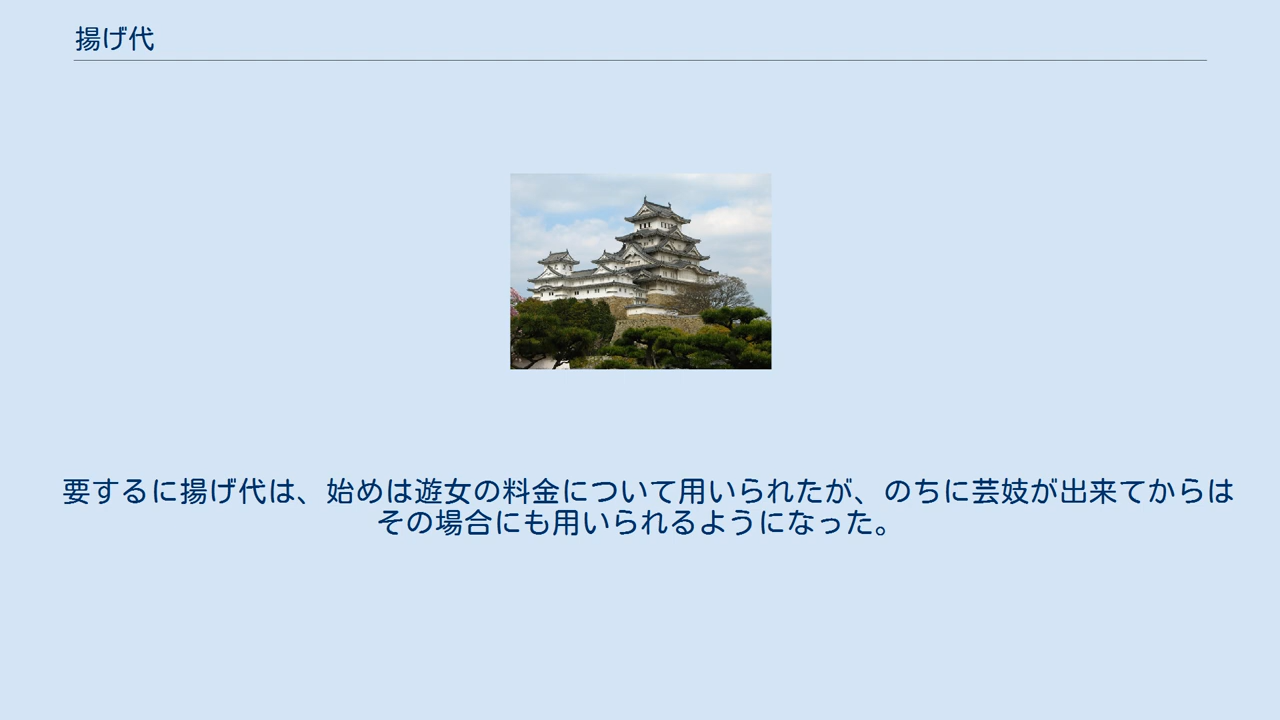 揚げ代
要するに揚げ代は、始めは遊女の料金について用いられたが、のちに芸妓が出来てからは
その場合にも用いられるようになった。